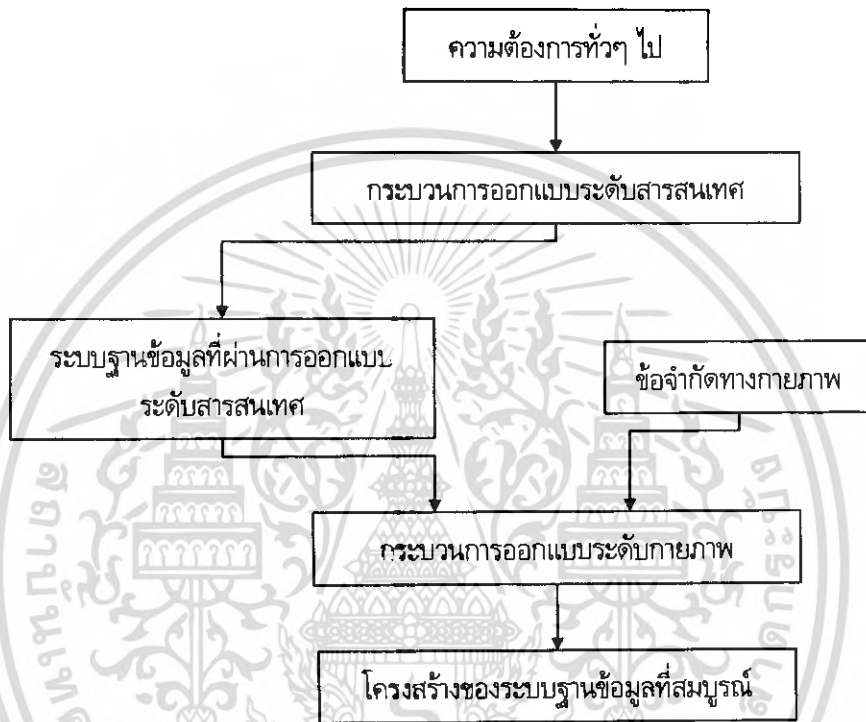 ความต้องการทั่วๆ ไป
กระบวนการออกแบบระดับสารสนเทศ
ระบบฐานข้อมูลที่ผ่านการออกแบบ
ระดับสารสนเทศ
ข้อจำกัดทางกายภาพ
กระบวนการออกแบบระดับกายภาพ
โครงสร้างของระบบฐานข้อมูลที่สมบูรณ์